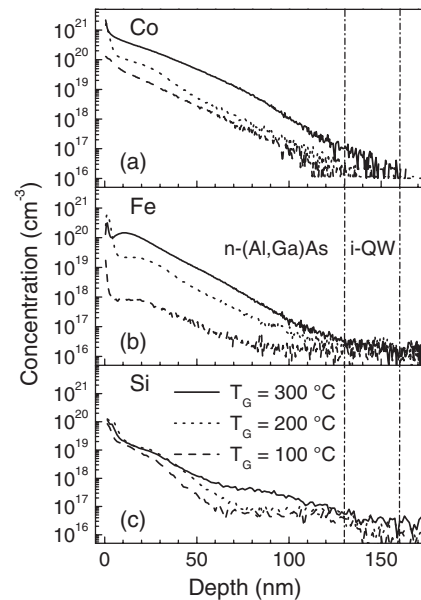 10^21
Co
10^20
10^19
10^18
10^17
10^16
(a)
10^21
Fe
10^20
10^19
n-(Al,Ga)As
i-QW
10^18
10^17
10^16
(b)
10^21
Si
10^20
T_G = 300 °C
10^19
T_G = 200 °C
10^18
T_G = 100 °C
10^17
10^16
(c)
0
50
100
150
Depth (nm)
Concentration (cm^-3)